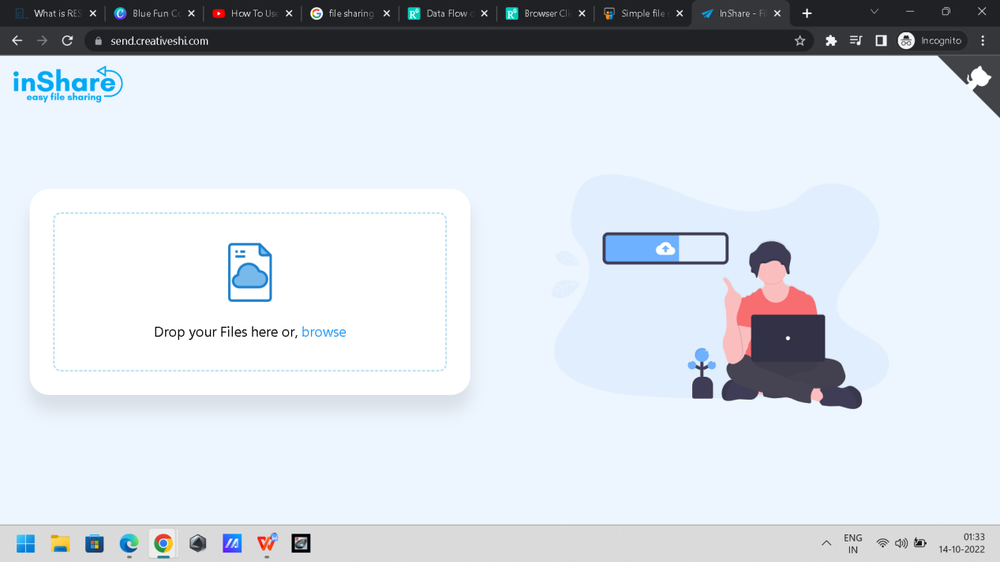 What is RES
Blue Fun Co
How To Use
file sharing
Data Flow
Browser Cli
Simple file
InShare - Fi
send.creativeshi.com
Incognito
inShare
easy file sharing
Drop your Files here or, browse
ENG
IN
01:33
14-10-2022